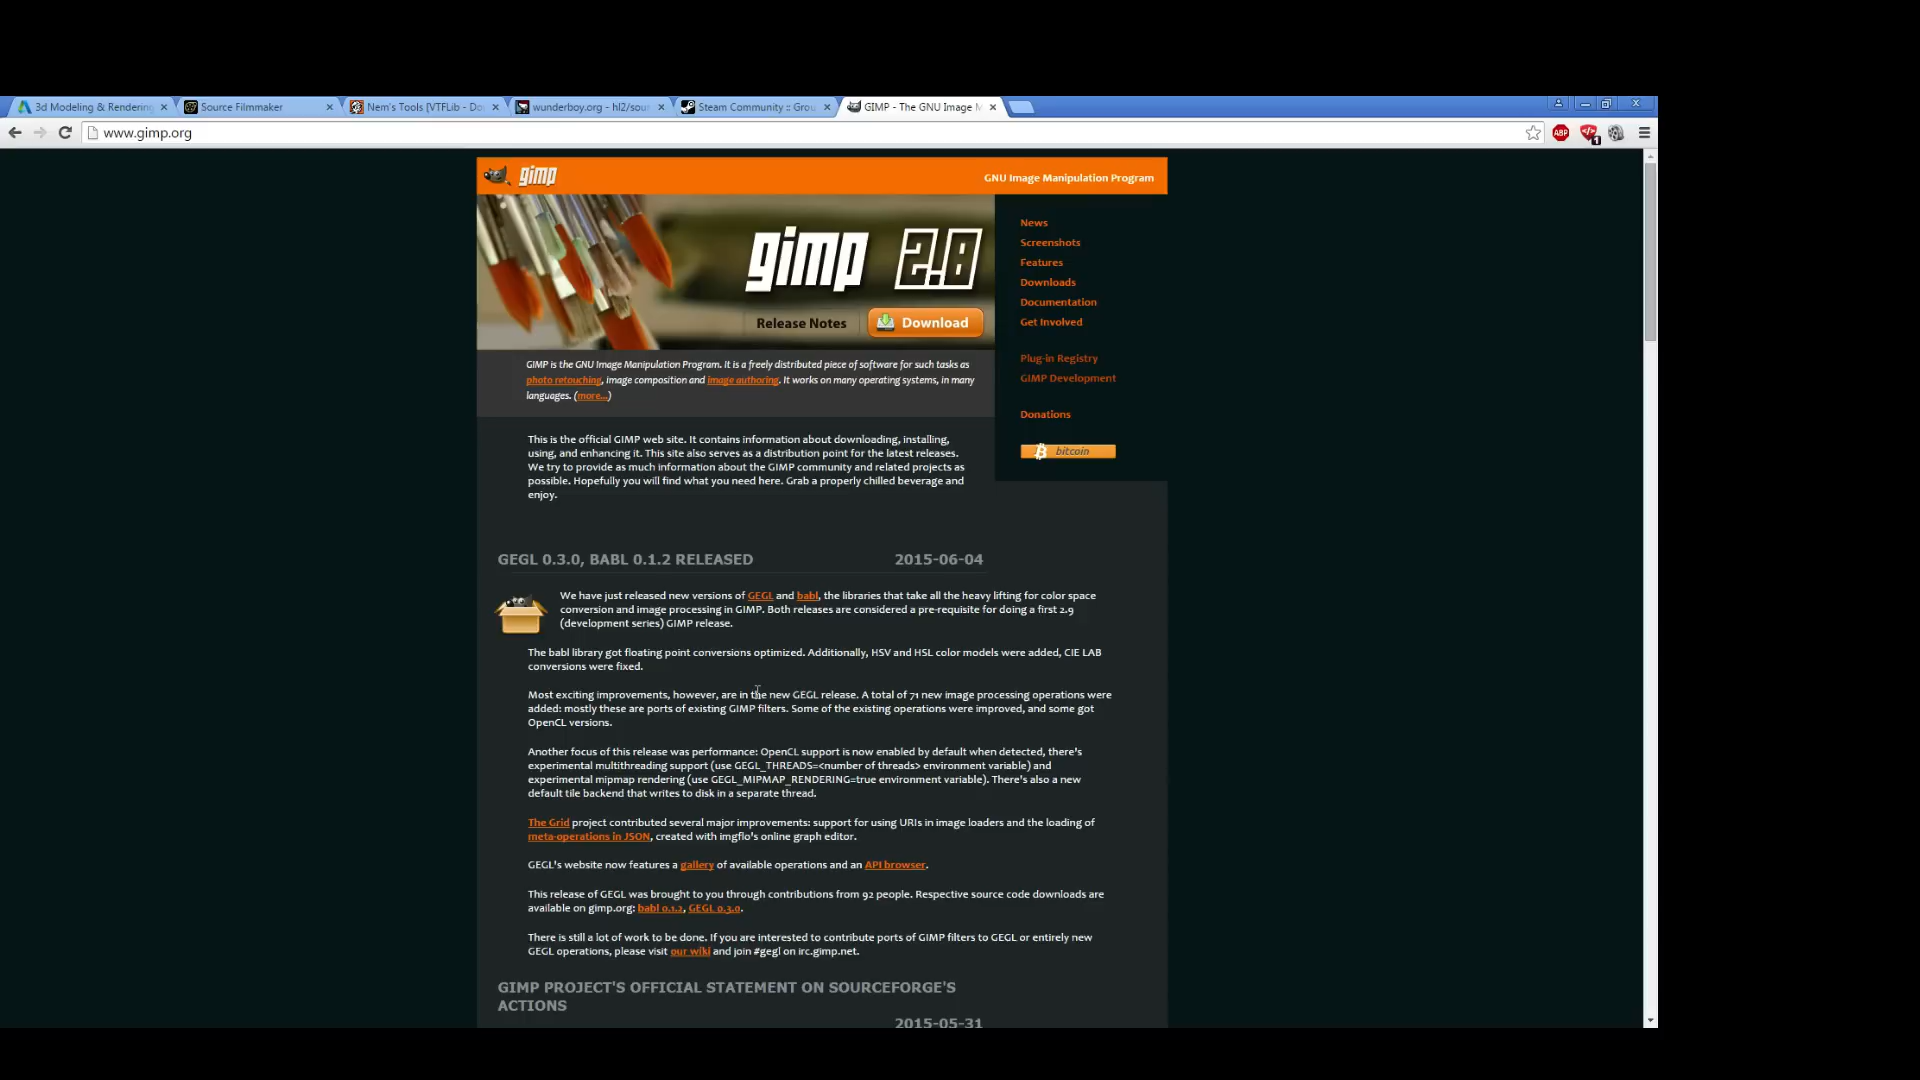 3d Modeling & Rendering
Source Filmmaker
Nem's Tools [VTFLib - Do
wunderboy.org - hl2/sour
Steam Community :: Grou
GIMP - The GNU Image M
www.gimp.org
ABP
1
gimp
GNU Image Manipulation Program
gimp 2.8
Release Notes
Download
News
Screenshots
Features
Downloads
Documentation
Get Involved
Plug-in Registry
GIMP Development
Donations
bitcoin
GIMP is the GNU Image Manipulation Program. It is a freely distributed piece of software for such tasks as
photo retouching, image composition and image authoring. It works on many operating systems, in many
languages. (more...)
This is the official GIMP web site. It contains information about downloading, installing,
using, and enhancing it. This site also serves as a distribution point for the latest releases.
We try to provide as much information about the GIMP community and related projects as
possible. Hopefully you will find what you need here. Grab a properly chilled beverage and
enjoy.
GEGL 0.3.0, BABL 0.1.2 RELEASED 2015-06-04
We have just released new versions of GEGL and babl, the libraries that take all the heavy lifting for color space
conversion and image processing in GIMP. Both releases are considered a pre-requisite for doing a first 2.9
(development series) GIMP release.
The babl library got floating point conversions optimized. Additionally, HSV and HSL color models were added, CIE LAB
conversions were fixed.
Most exciting improvements, however, are in the new GEGL release. A total of 71 new image processing operations were
added: mostly these are ports of existing GIMP filters. Some of the existing operations were improved, and some got
OpenCL versions.
Another focus of this release was performance: OpenCL support is now enabled by default when detected, there's
experimental multithreading support (use GEGL_THREADS=<number of threads> environment variable) and
experimental mipmap rendering (use GEGL_MIPMAP_RENDERING=true environment variable). There's also a new
default tile backend that writes to disk in a separate thread.
The Grid project contributed several major improvements: support for using URIs in image loaders and the loading of
meta-operations in JSON, created with imgflo's online graph editor.
GEGL's website now features a gallery of available operations and an API browser.
This release of GEGL was brought to you through contributions from 92 people. Respective source code downloads are
available on gimp.org: babl 0.1.2, GEGL 0.3.0.
There is still a lot of work to be done. If you are interested to contribute ports of GIMP filters to GEGL or entirely new
GEGL operations, please visit our wiki and join #gegl on irc.gimp.net.
GIMP PROJECT'S OFFICIAL STATEMENT ON SOURCEFORGE'S
ACTIONS
2015-05-31